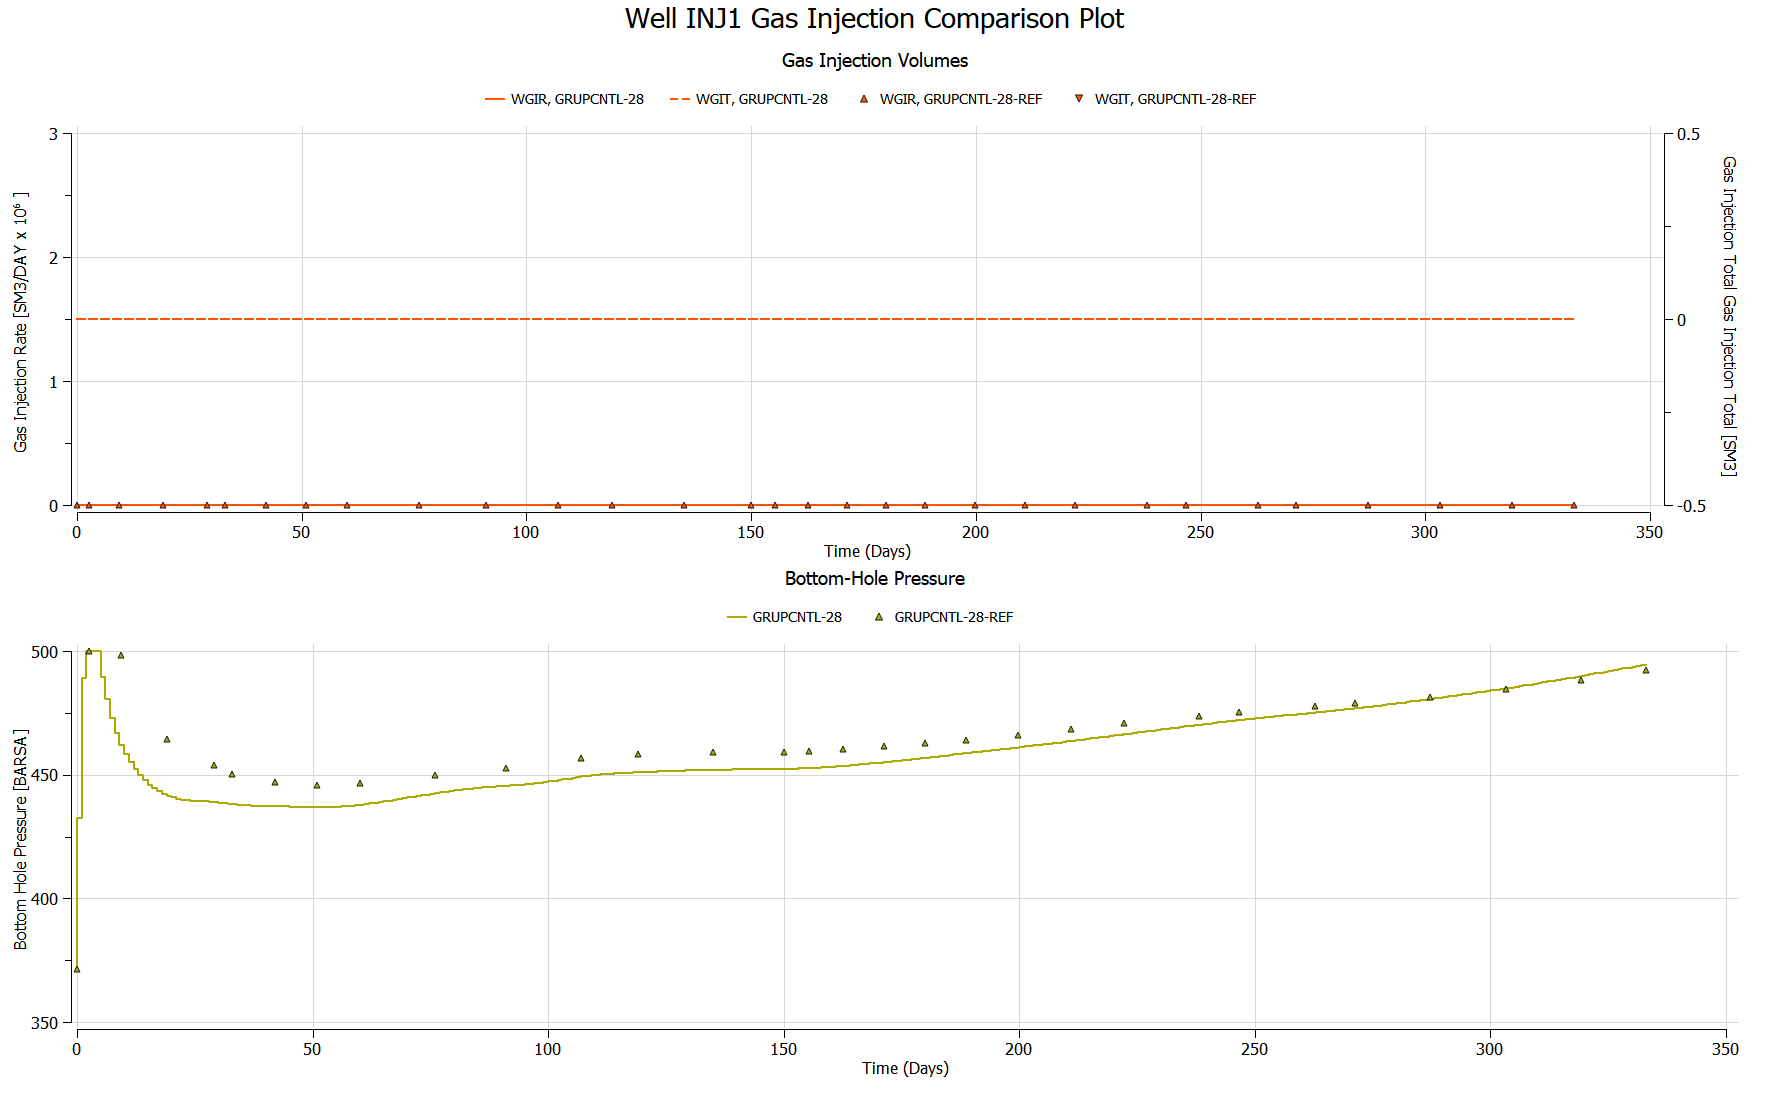 Well INJ1 Gas Injection Comparison Plot
Gas Injection Volumes
WGIR, GRUPCNTL-28 WGIT, GRUPCNTL-28 WGIR, GRUPCNTL-28-REF WGIT, GRUPCNTL-28-REF
Gas Injection Rate [SM3/DAY x 10⁶ ]
3
2
1
0
0.5
0
-0.5
Gas Injection Total Gas Injection Total [SM3]
0 50 100 150 200 250 300 350
Time (Days)
Bottom-Hole Pressure
GRUPCNTL-28 GRUPCNTL-28-REF
Bottom Hole Pressure [BARSA]
500
450
400
350
0 50 100 150 200 250 300 350
Time (Days)